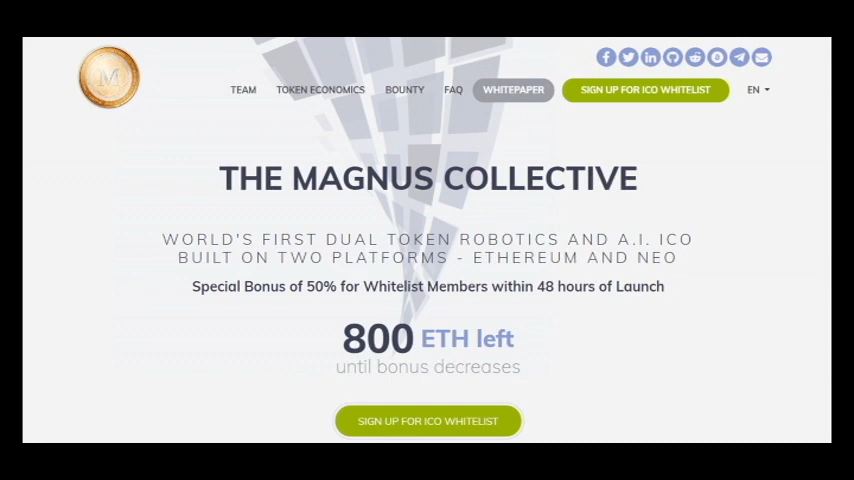 M
TEAM TOKEN ECONOMICS BOUNTY FAQ WHITEPAPER SIGN UP FOR ICO WHITELIST EN
THE MAGNUS COLLECTIVE
WORLD'S FIRST DUAL TOKEN ROBOTICS AND A.I. ICO
BUILT ON TWO PLATFORMS - ETHEREUM AND NEO
Special Bonus of 50% for Whitelist Members within 48 hours of Launch
800 ETH left
until bonus decreases
SIGN UP FOR ICO WHITELIST